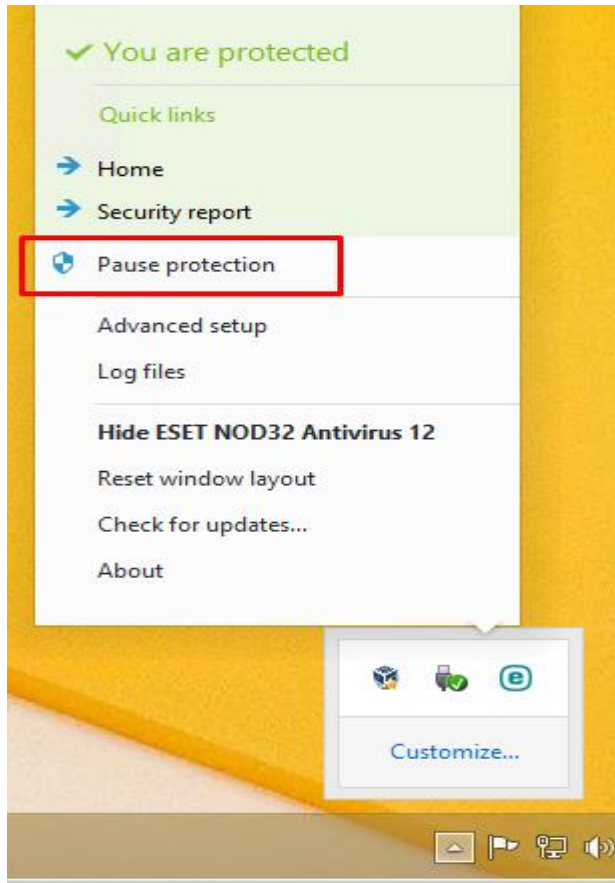 You are protected
Quick links
Home
Security report
Pause protection
Advanced setup
Log files
Hide ESET NOD32 Antivirus 12
Reset window layout
Check for updates...
About
e
Customize...